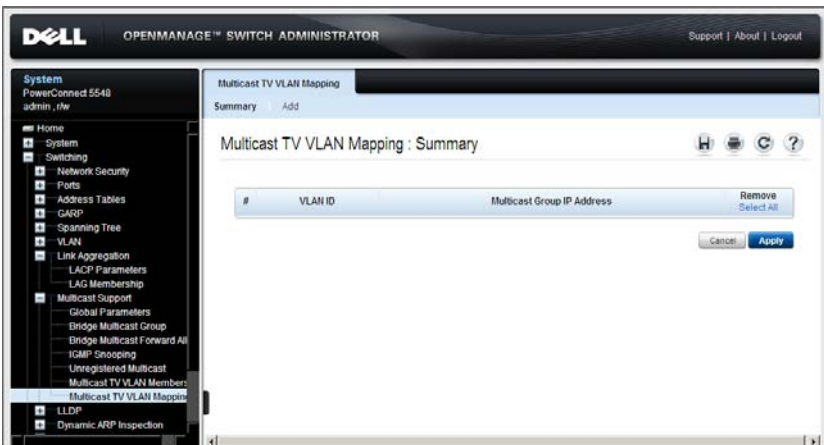 DELL
OPENMANAGE™ SWITCH ADMINISTRATOR
Support | About | Logout
System
PowerConnect 5548
admin , r/w
Home
System
Switching
Network Security
Ports
Address Tables
GARP
Spanning Tree
VLAN
Link Aggregation
LACP Parameters
LAG Membership
Multicast Support
Global Parameters
Bridge Multicast Group
Bridge Multicast Forward All
IGMP Snooping
Unregistered Multicast
Multicast TV VLAN Members
Multicast TV VLAN Mappin
LLDP
Dynamic ARP Inspection
Multicast TV VLAN Mapping
Summary Add
Multicast TV VLAN Mapping : Summary
H C ?
# VLAN ID Multicast Group IP Address Remove
Select All
Cancel Apply